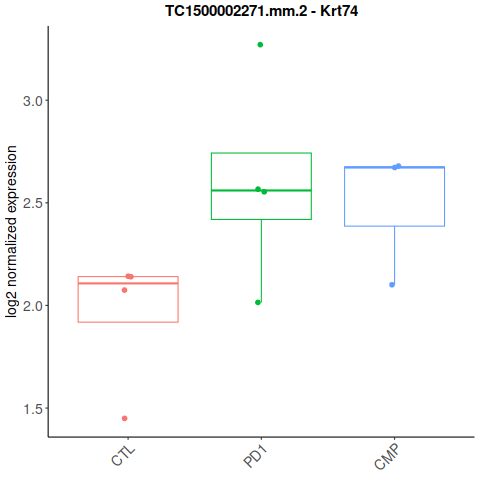 TC1500002271.mm.2 - Krt74
log2 normalized expression
3.0
2.5
2.0
1.5
CTL
PD1
CMP